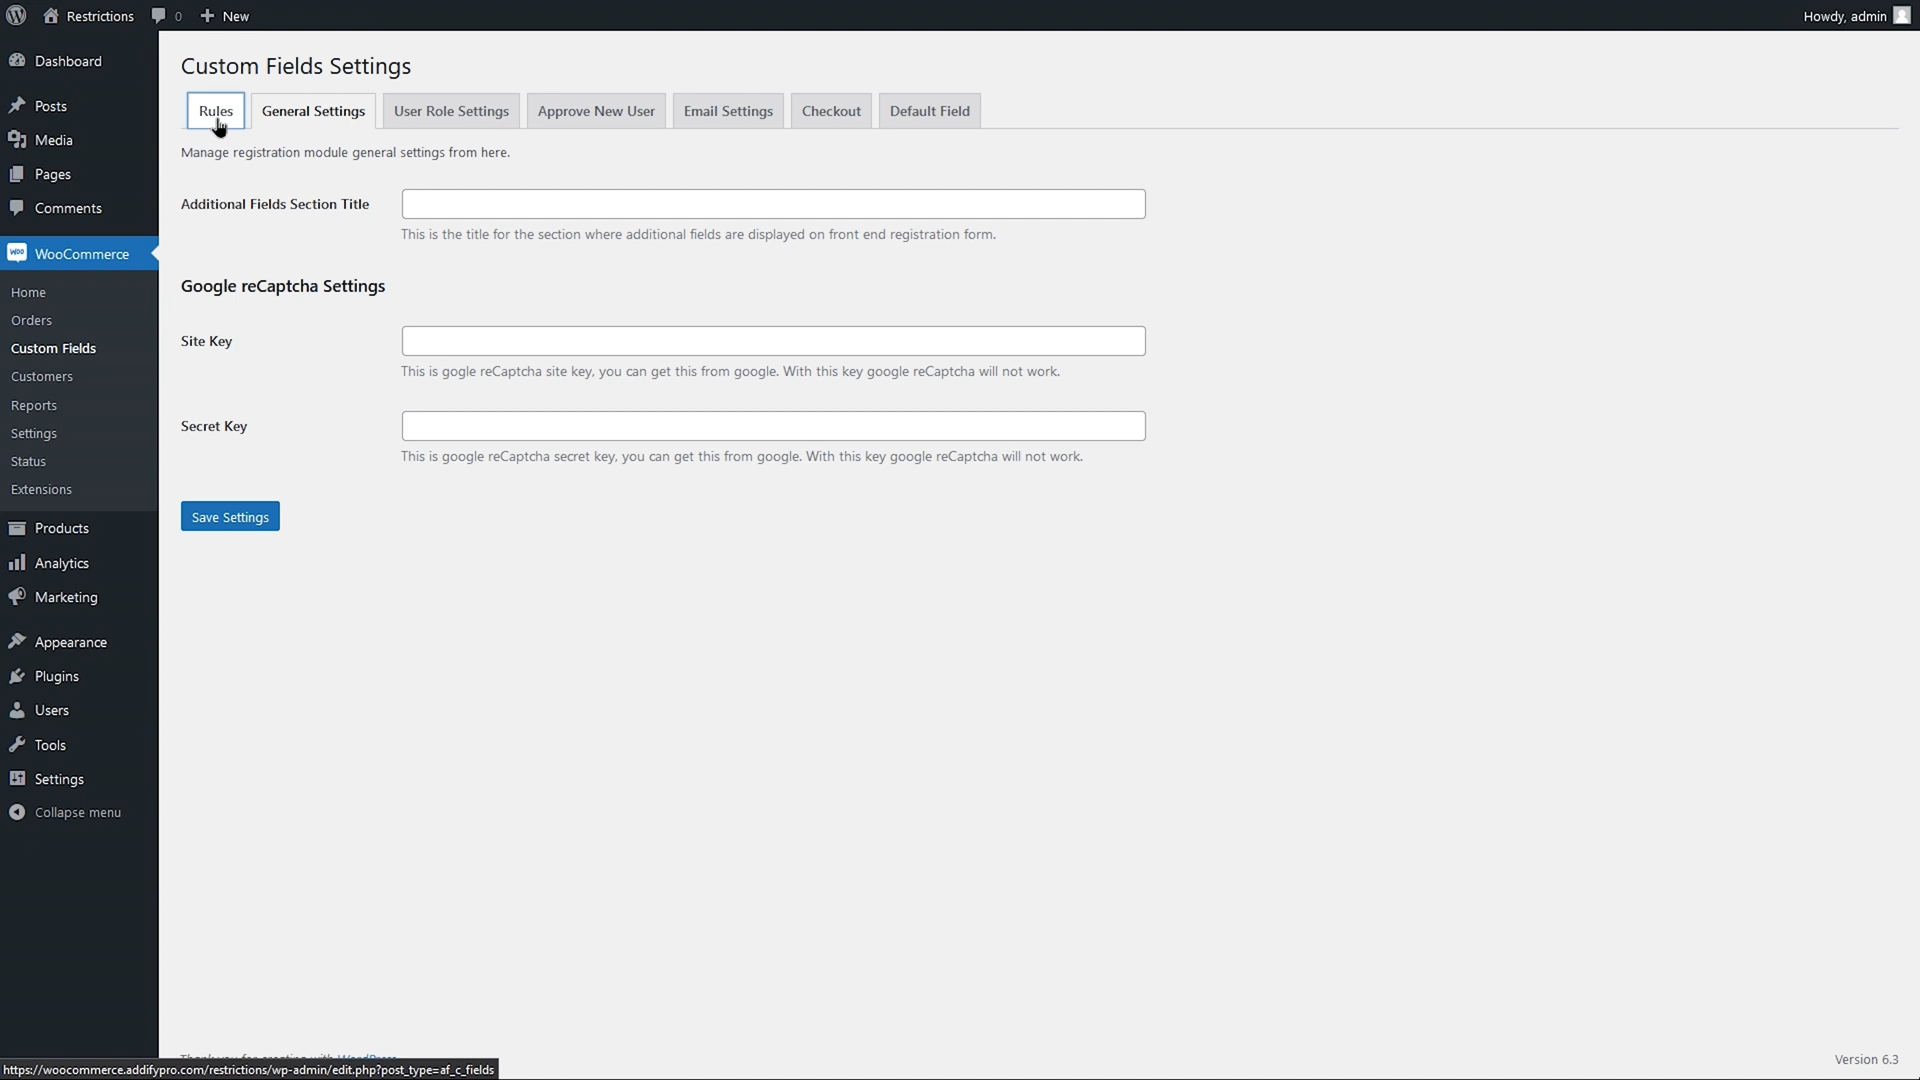 Restrictions 0 New Howdy, admin
Dashboard
Posts
Media
Pages
Comments
WooCommerce
Home
Orders
Custom Fields
Customers
Reports
Settings
Status
Extensions
Products
Analytics
Marketing
Appearance
Plugins
Users
Tools
Settings
Collapse menu
Custom Fields Settings
Rules General Settings User Role Settings Approve New User Email Settings Checkout Default Field
Manage registration module general settings from here.
Additional Fields Section Title
This is the title for the section where additional fields are displayed on front end registration form.
Google reCaptcha Settings
Site Key
This is gogle reCaptcha site key, you can get this from google. With this key google reCaptcha will not work.
Secret Key
This is google reCaptcha secret key, you can get this from google. With this key google reCaptcha will not work.
Save Settings
Thank you for creating with WordPress
Version 6.3
https://woocommerce.addifypro.com/restrictions/wp-admin/edit.php?post_type=af_c_fields